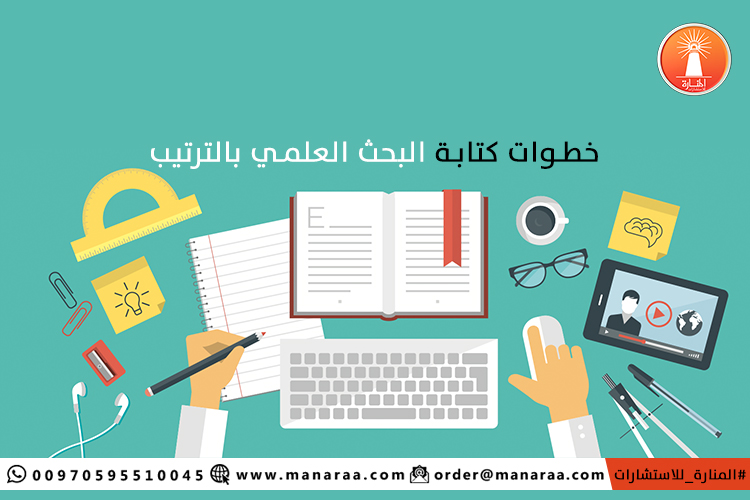 المنارة
خطوات كتابة البحث العلمي بالترتيب
E
#المنارة_للاستشارات
order@manaraa.com
www.manaraa.com
00970595510045